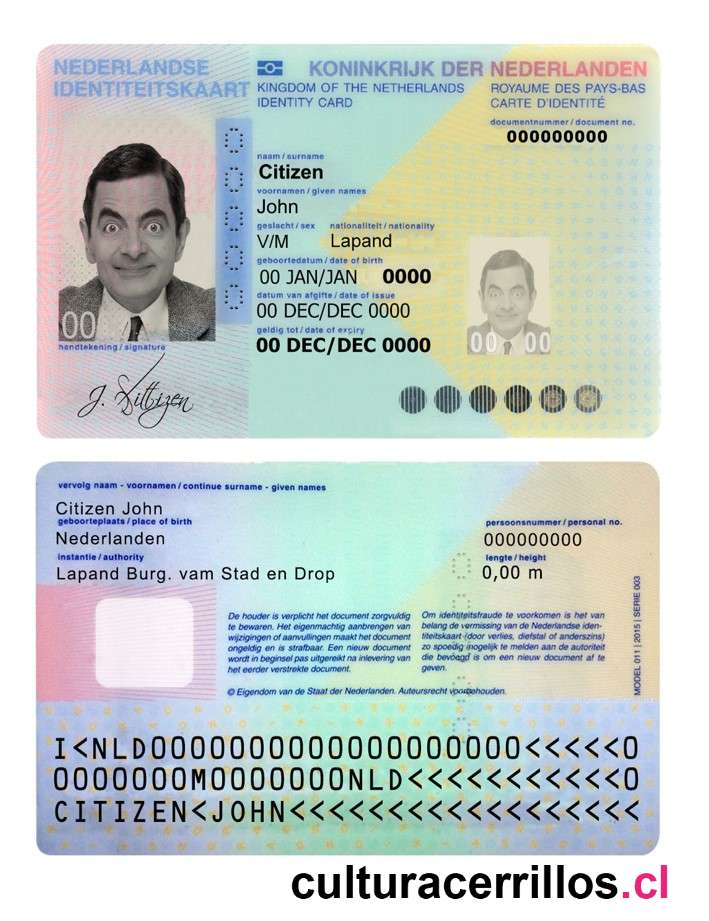 NEDERLANDSE
IDENTITEITSKAART
KONINKRIJK DER NEDERLANDEN
KINGDOM OF THE NETHERLANDS
IDENTITY CARD
ROYAUME DES PAYS-BAS
CARTE D'IDENTITÉ
documentnummer / document no.
000000000
naam / surname
Citizen
voornamen / given names
John
geslacht / sex nationaliteit / nationality
V/M Lapand
geboortedatum / date of birth
00 JAN/JAN 0000
datum van afgifte / date of issue
00 DEC/DEC 0000
geldig tot / date of expiry
00 DEC/DEC 0000
00
00 00
handtekening / signature
vervolg naam - voornamen / continue surname - given names
Citizen John
geboorteplaats / place of birth
Nederlanden
instantie / authority
Lapand Burg. vam Stad en Drop
persoonsnummer / personal no.
000000000
lengte / height
0,00 m
De houder is verplicht het document zorgvuldig
te bewaren. Het eigenmachtig aanbrengen van
wijzigingen of aanvullingen maakt het document
ongeldig en is strafbaar. Een nieuw document
wordt in beginsel pas uitgereikt na inlevering van
het eerder verstrekte document.
Om identiteitsfraude te voorkomen is het van
belang de vermissing van de Nederlandse iden-
titeitskaart (door verlies, diefstal of anderszins)
zo spoedig mogelijk te melden aan de autoriteit
die bevoegd is om een nieuw document af te
geven.
© Eigendom van de Staat der Nederlanden. Auteursrecht voorbehouden.
MODEL 011 | 2015 | SERIE 003
I<NLD0000000000000000000<<<<<0
0000000M0000000NLD<<<<<<<<<<<0
CITIZEN<JOHN<<<<<<<<<<<<<<<<<<
culturacerrillos.cl